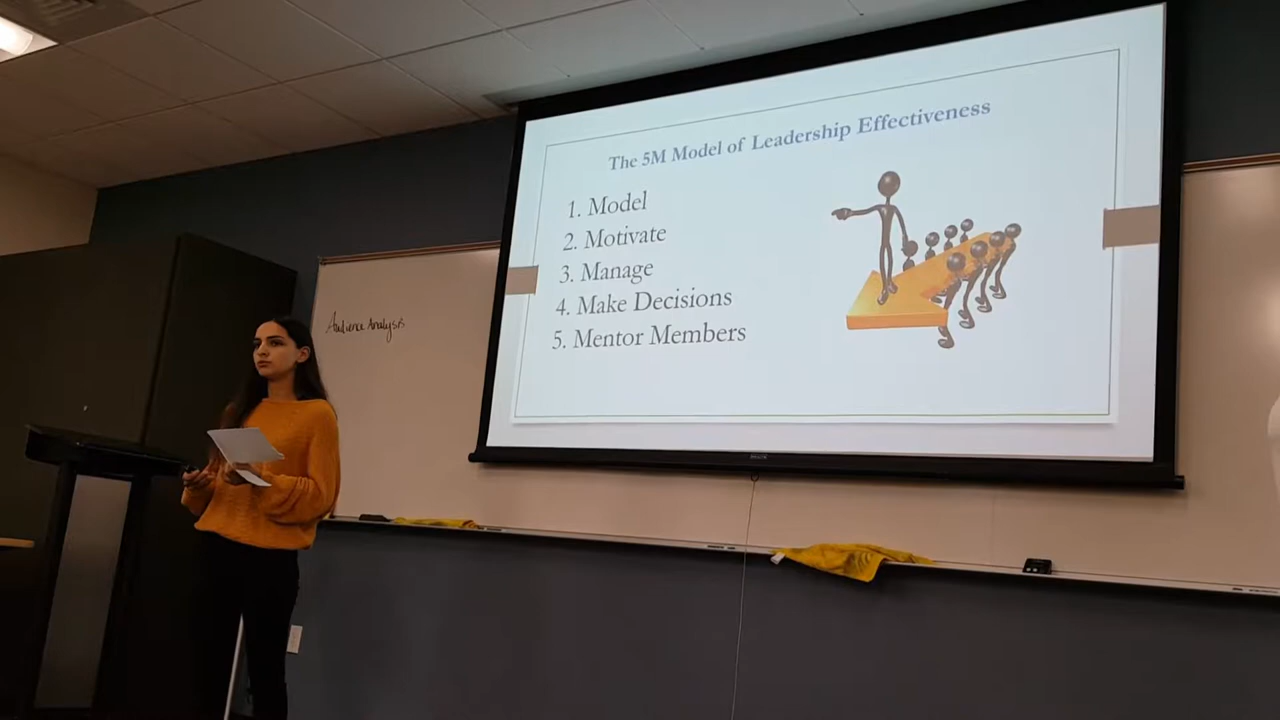 The 5M Model of Leadership Effectiveness
1. Model
2. Motivate
3. Manage
4. Make Decisions
5. Mentor Members
Audience Analysis